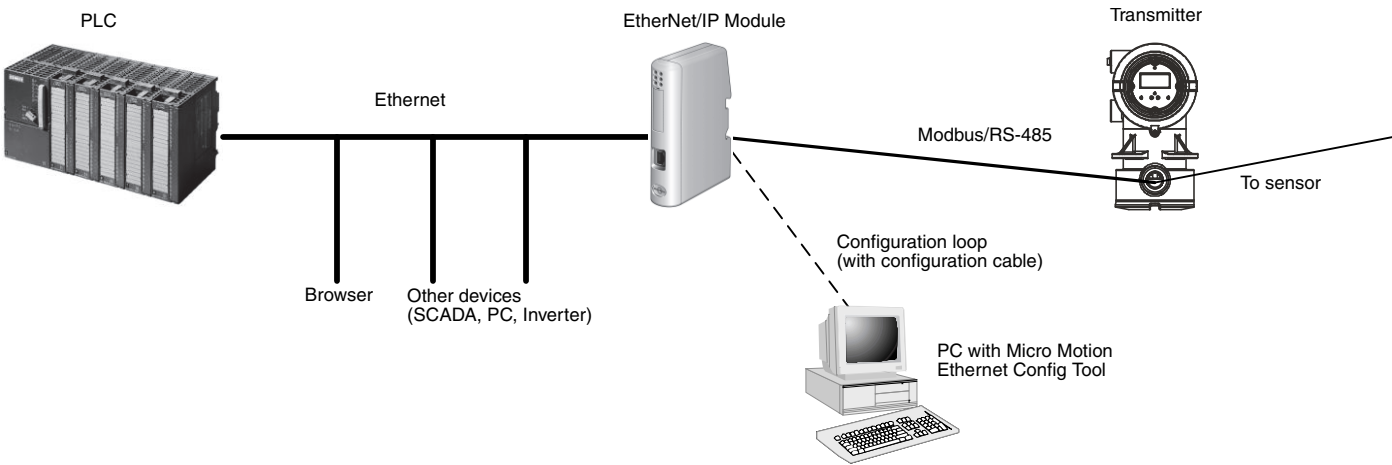 PLC
EtherNet/IP Module
Transmitter
Ethernet
Modbus/RS-485
To sensor
Configuration loop
(with configuration cable)
Browser
Other devices
(SCADA, PC, Inverter)
PC with Micro Motion
Ethernet Config Tool